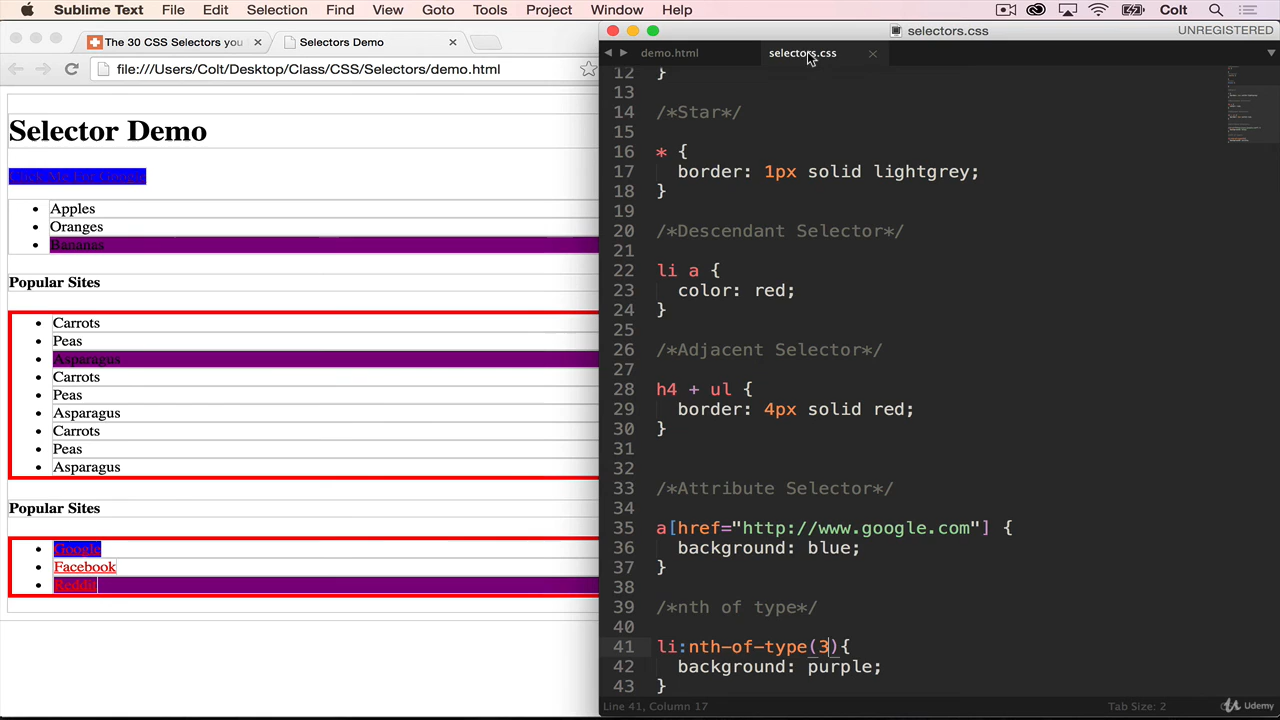 Sublime Text File Edit Selection Find View Goto Tools Project Window Help Colt
selectors.css UNREGISTERED
The 30 CSS Selectors you Selectors Demo
demo.html selectors.css
file:///Users/Colt/Desktop/Class/CSS/Selectors/demo.html
Selector Demo
Click Me For Google
Apples
Oranges
Bananas
Popular Sites
Carrots
Peas
Asparagus
Carrots
Peas
Asparagus
Carrots
Peas
Asparagus
Popular Sites
Google
Facebook
Reddit
12 }
13
14 /*Star*/
15
16 * {
17 border: 1px solid lightgrey;
18 }
19
20 /*Descendant Selector*/
21
22 li a {
23 color: red;
24 }
25
26 /*Adjacent Selector*/
27
28 h4 + ul {
29 border: 4px solid red;
30 }
31
32
33 /*Attribute Selector*/
34
35 a[href="http://www.google.com"] {
36 background: blue;
37 }
38
39 /*nth of type*/
40
41 li:nth-of-type(3){
42 background: purple;
43 }
Line 41, Column 17 Tab Size: 2
Udemy